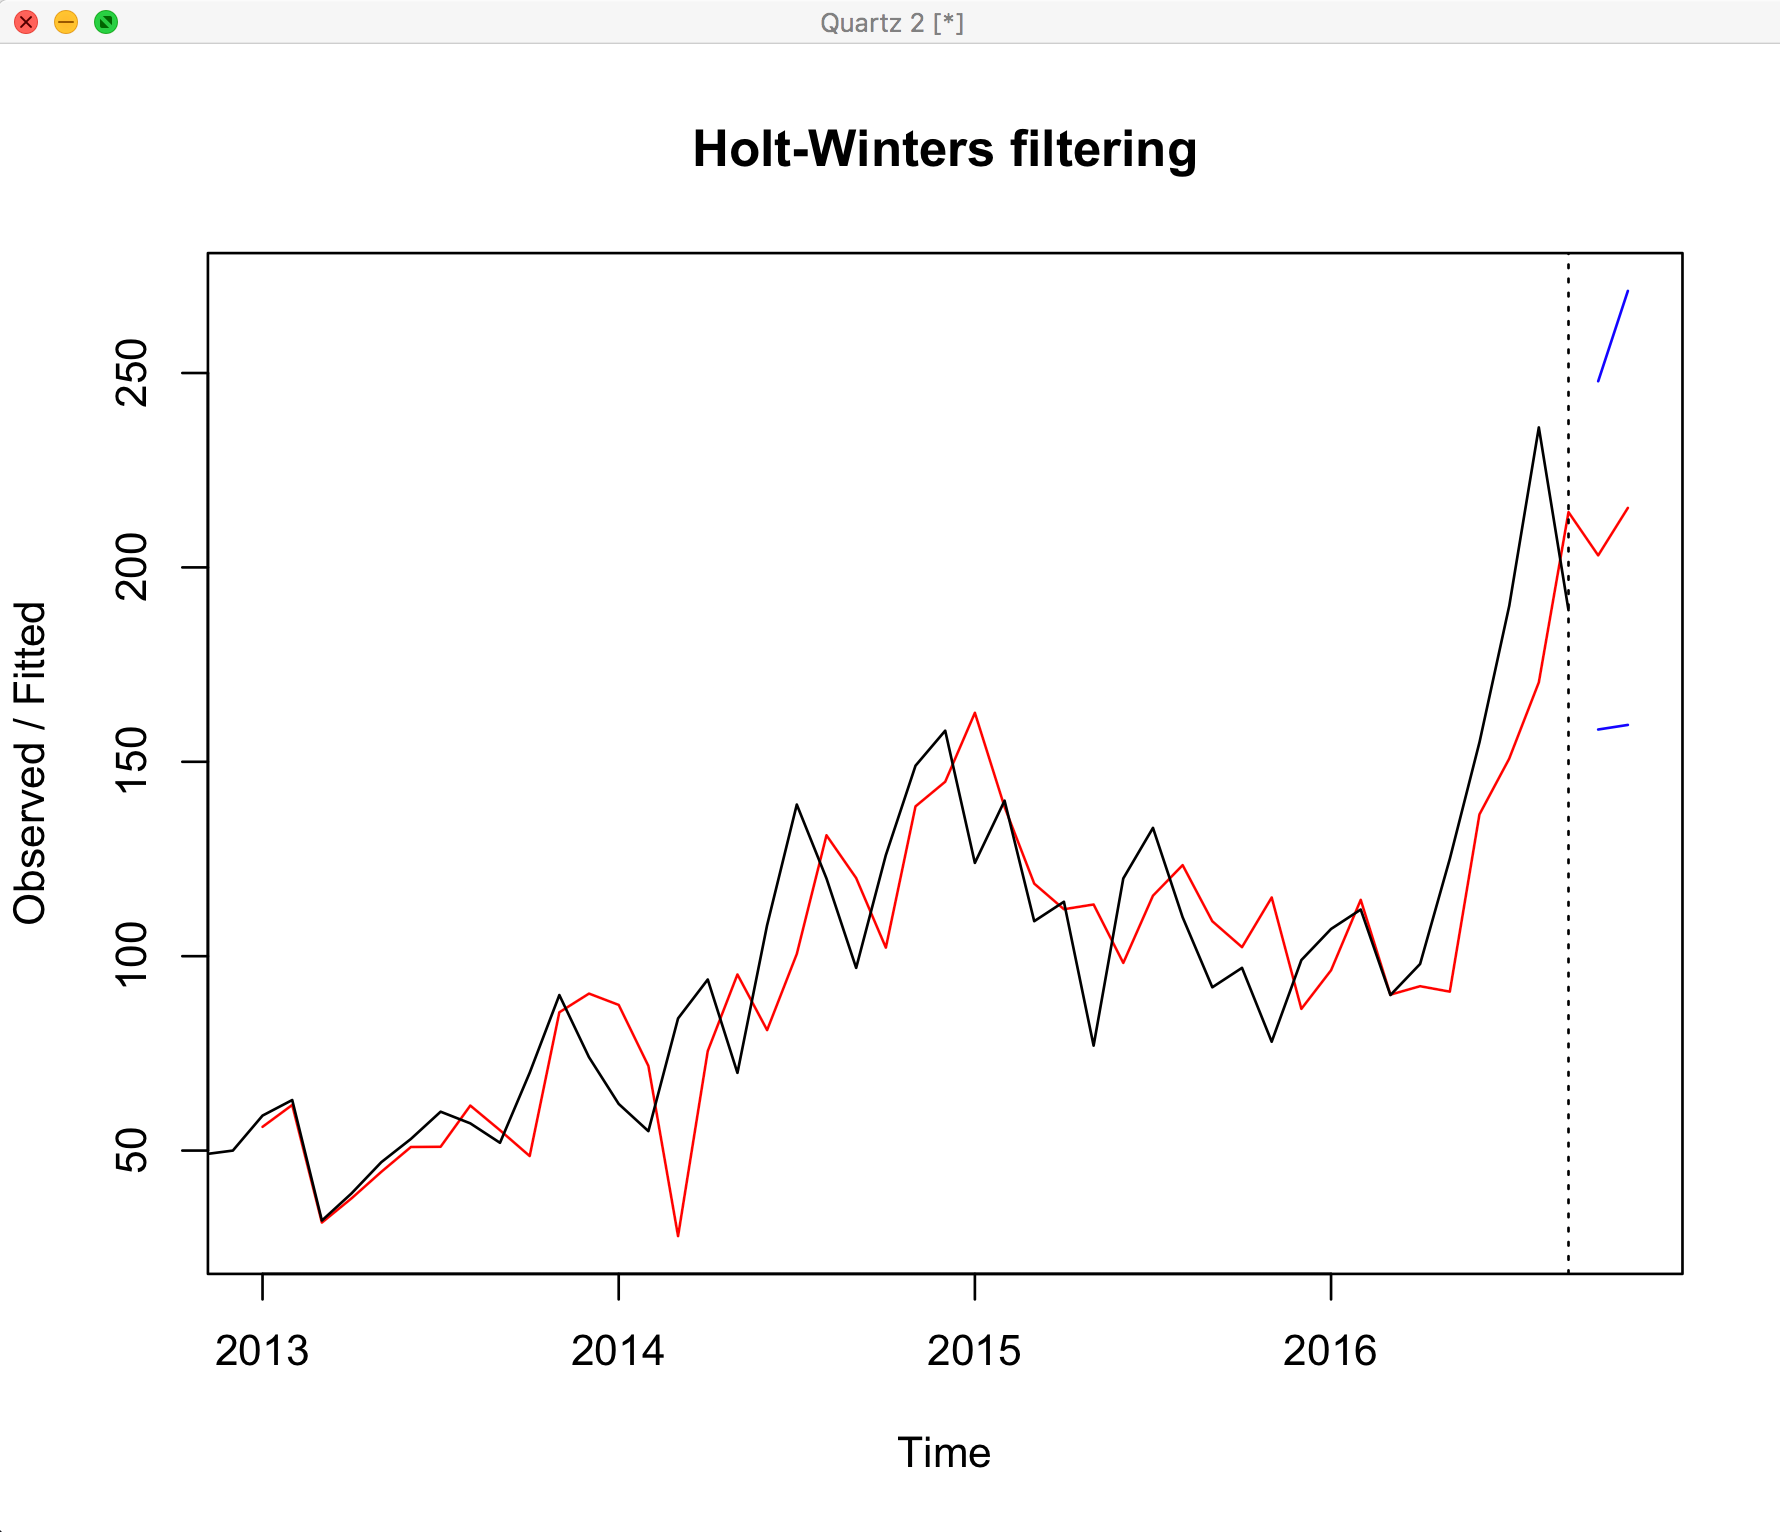 Quartz 2 [*]
Holt-Winters filtering
250
200
150
100
50
Observed / Fitted
2013 2014 2015 2016
Time